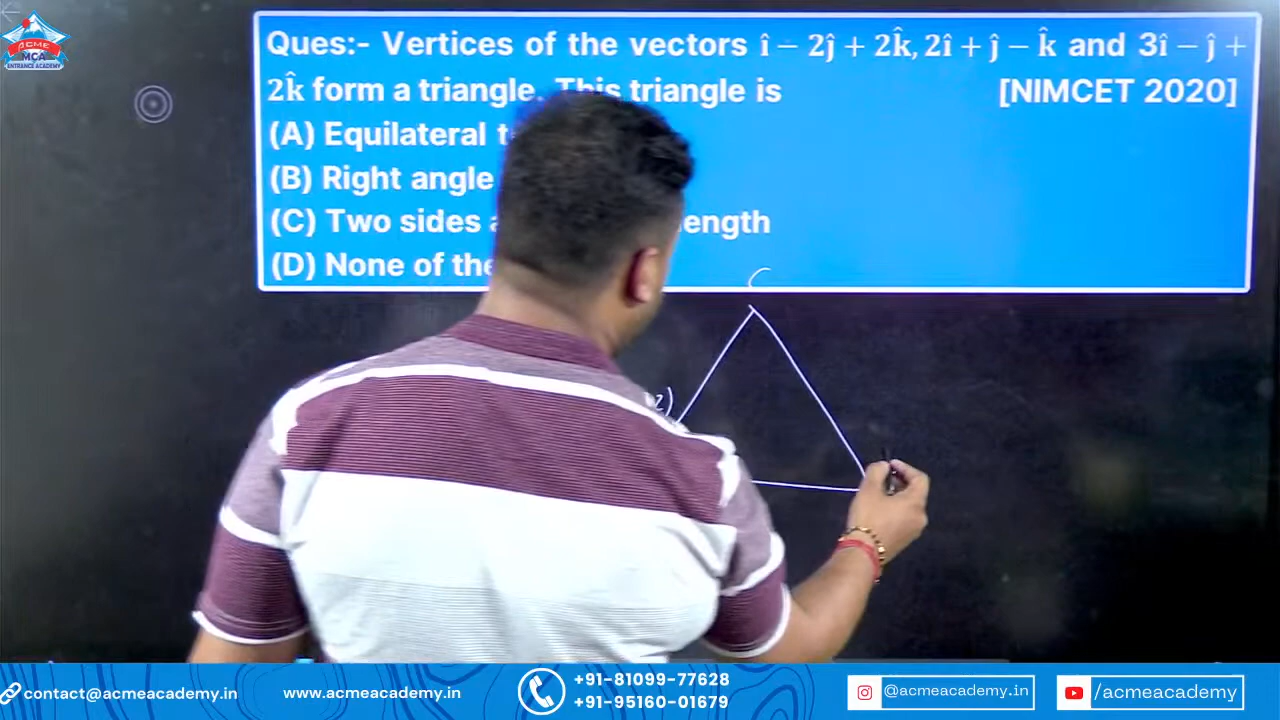 ACME
MCA
ENTRANCE ACADEMY
Ques:- Vertices of the vectors î − 2ĵ + 2k̂, 2î + ĵ − k̂ and 3î − ĵ +
2k̂ form a triangle. This triangle is [NIMCET 2020]
(A) Equilateral
(B) Right angle
(C) Two sides length
(D) None of the
C
2)
contact@acmeacademy.in
www.acmeacademy.in
+91-81099-77628
+91-95160-01679
@acmeacademy.in
/acmeacademy